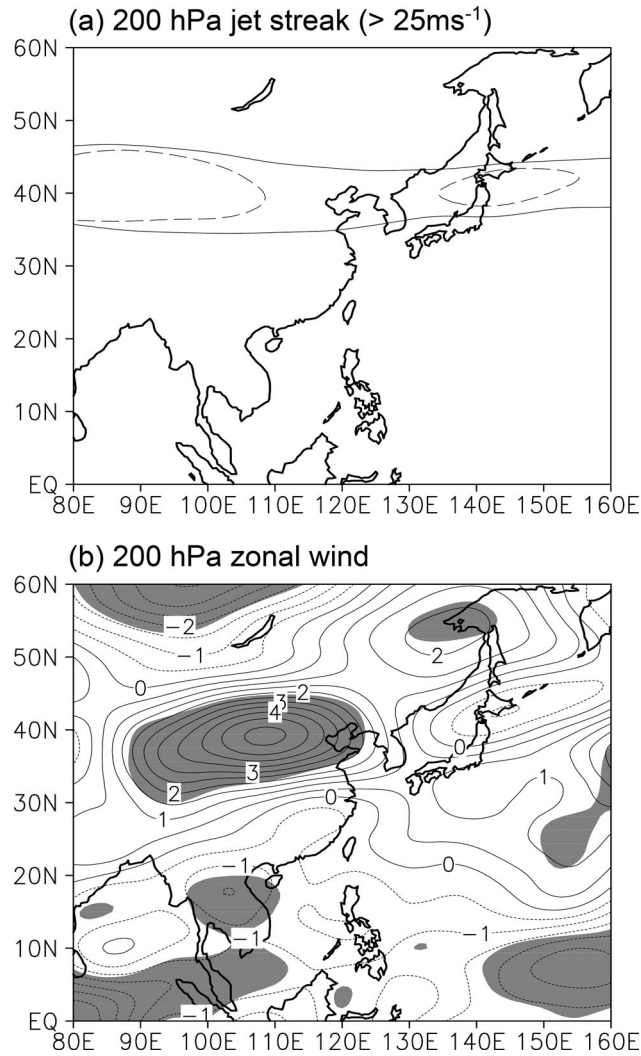 (a) 200 hPa jet streak (> 25ms⁻¹)
60N
50N
40N
30N
20N
10N
EQ
80E 90E 100E 110E 120E 130E 140E 150E 160E
(b) 200 hPa zonal wind
60N
−2
50N
−1
2
0
2
3
4
40N
0
3
2
1
30N
1
0
0
20N
−1
10N
−1
−1
−1
EQ
80E 90E 100E 110E 120E 130E 140E 150E 160E